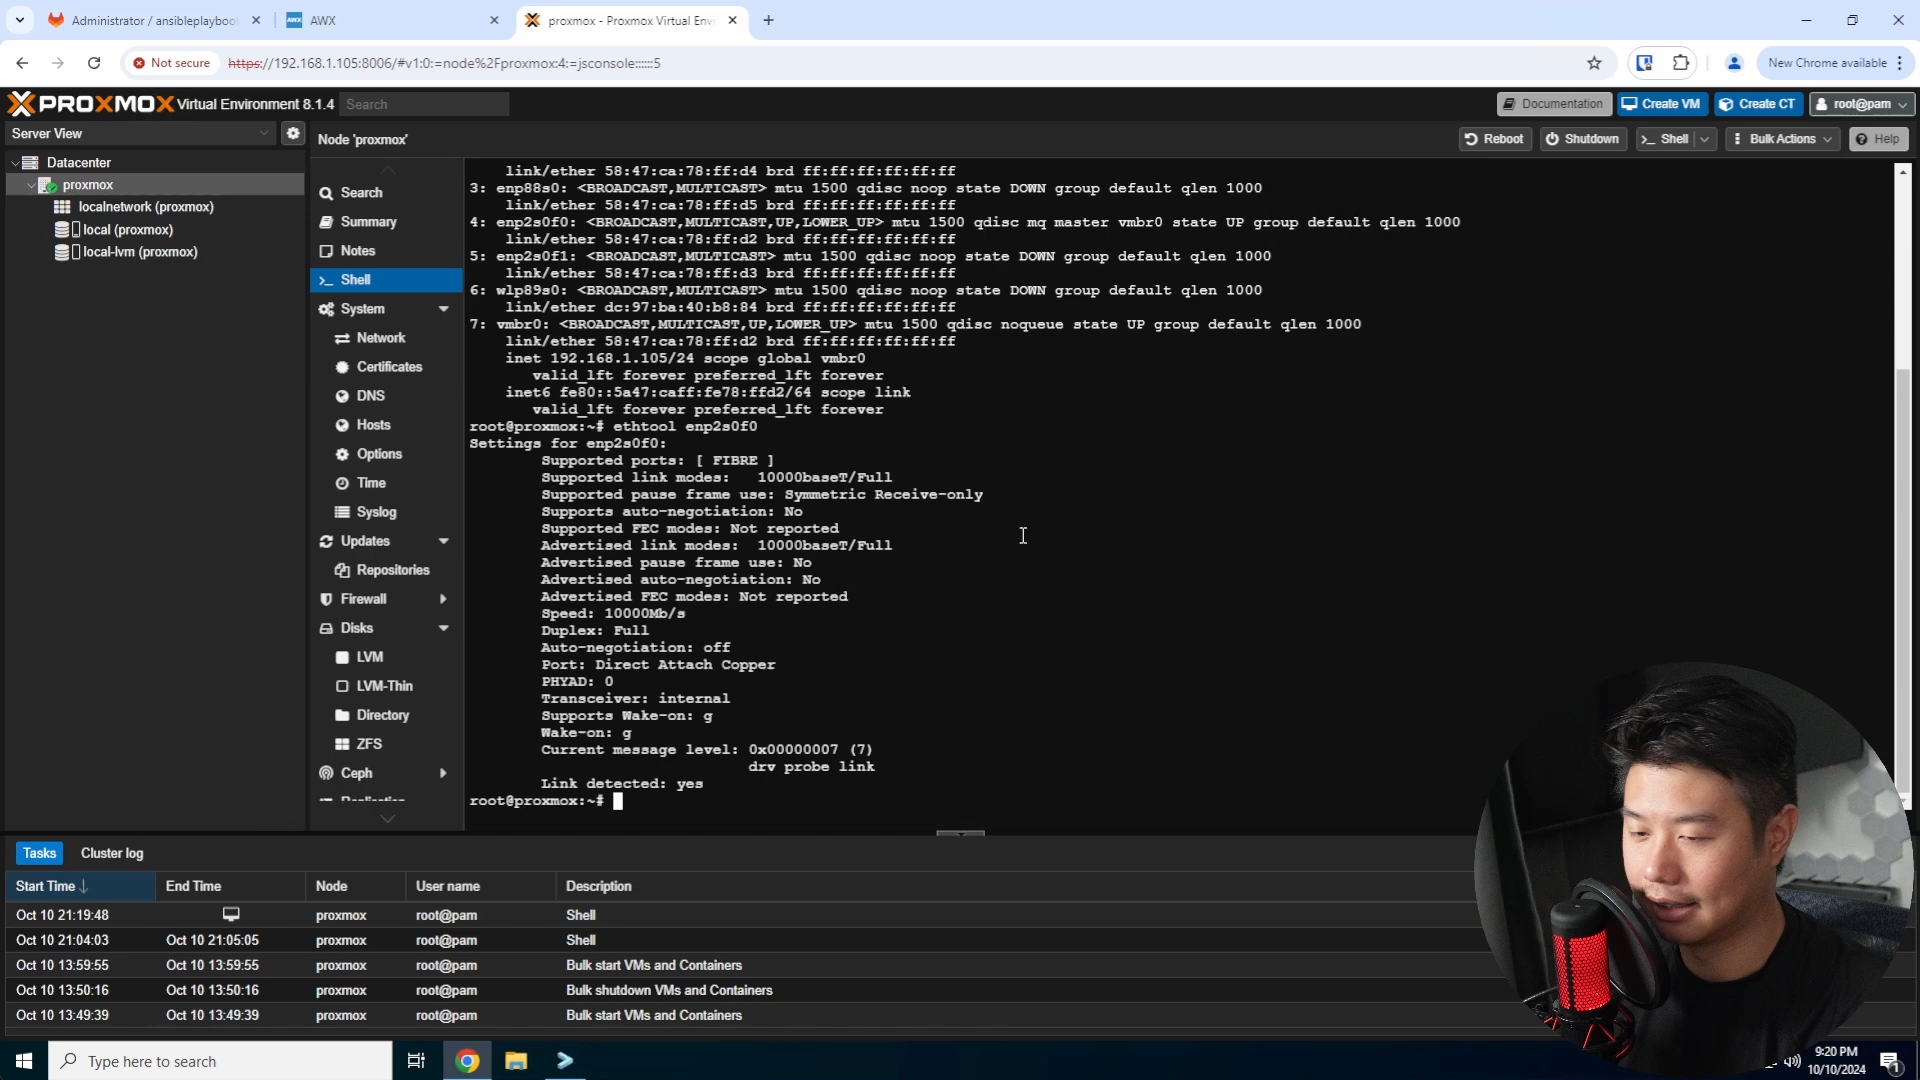 Administrator / ansibleplaybook
AWX
AWX
proxmox - Proxmox Virtual Envi
Not secure
https://192.168.1.105:8006/#v1:0:=node%2Fproxmox:4:=jsconsole::::::5
New Chrome available
PROXMOX Virtual Environment 8.1.4
Search
Documentation
Create VM
Create CT
root@pam
Server View
Node 'proxmox'
Reboot
Shutdown
Shell
Bulk Actions
Help
Datacenter
proxmox
localnetwork (proxmox)
local (proxmox)
local-lvm (proxmox)
Search
Summary
Notes
Shell
System
Network
Certificates
DNS
Hosts
Options
Time
Syslog
Updates
Repositories
Firewall
Disks
LVM
LVM-Thin
Directory
ZFS
Ceph
Replication
link/ether 58:47:ca:78:ff:d4 brd ff:ff:ff:ff:ff:ff
3: enp88s0: <BROADCAST,MULTICAST> mtu 1500 qdisc noop state DOWN group default qlen 1000
link/ether 58:47:ca:78:ff:d5 brd ff:ff:ff:ff:ff:ff
4: enp2s0f0: <BROADCAST,MULTICAST,UP,LOWER_UP> mtu 1500 qdisc mq master vmbr0 state UP group default qlen 1000
link/ether 58:47:ca:78:ff:d2 brd ff:ff:ff:ff:ff:ff
5: enp2s0f1: <BROADCAST,MULTICAST> mtu 1500 qdisc noop state DOWN group default qlen 1000
link/ether 58:47:ca:78:ff:d3 brd ff:ff:ff:ff:ff:ff
6: wlp89s0: <BROADCAST,MULTICAST> mtu 1500 qdisc noop state DOWN group default qlen 1000
link/ether dc:97:ba:40:b8:84 brd ff:ff:ff:ff:ff:ff
7: vmbr0: <BROADCAST,MULTICAST,UP,LOWER_UP> mtu 1500 qdisc noqueue state UP group default qlen 1000
link/ether 58:47:ca:78:ff:d2 brd ff:ff:ff:ff:ff:ff
inet 192.168.1.105/24 scope global vmbr0
valid_lft forever preferred_lft forever
inet6 fe80::5a47:caff:fe78:ffd2/64 scope link
valid_lft forever preferred_lft forever
root@proxmox:~# ethtool enp2s0f0
Settings for enp2s0f0:
Supported ports: [ FIBRE ]
Supported link modes: 10000baseT/Full
Supported pause frame use: Symmetric Receive-only
Supports auto-negotiation: No
Supported FEC modes: Not reported
Advertised link modes: 10000baseT/Full
Advertised pause frame use: No
Advertised auto-negotiation: No
Advertised FEC modes: Not reported
Speed: 10000Mb/s
Duplex: Full
Auto-negotiation: off
Port: Direct Attach Copper
PHYAD: 0
Transceiver: internal
Supports Wake-on: g
Wake-on: g
Current message level: 0x00000007 (7)
drv probe link
Link detected: yes
root@proxmox:~#
Tasks
Cluster log
Start Time End Time Node User name Description
Oct 10 21:19:48 proxmox root@pam Shell
Oct 10 21:04:03 Oct 10 21:05:05 proxmox root@pam Shell
Oct 10 13:59:55 Oct 10 13:59:55 proxmox root@pam Bulk start VMs and Containers
Oct 10 13:50:16 Oct 10 13:50:16 proxmox root@pam Bulk shutdown VMs and Containers
Oct 10 13:49:39 Oct 10 13:49:39 proxmox root@pam Bulk start VMs and Containers
Type here to search
9:20 PM
10/10/2024
1